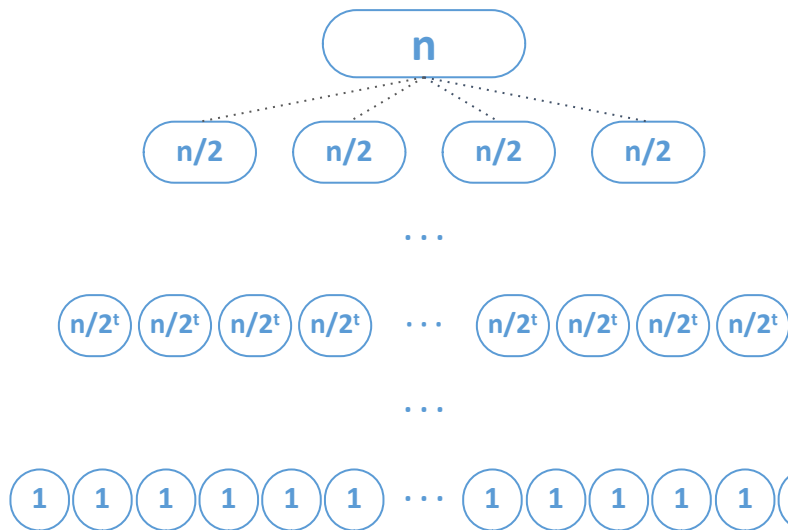 n
n/2 n/2 n/2 n/2
...
n/2ᵗ n/2ᵗ n/2ᵗ n/2ᵗ ... n/2ᵗ n/2ᵗ n/2ᵗ n/2ᵗ
...
1 1 1 1 1 1 ... 1 1 1 1 1